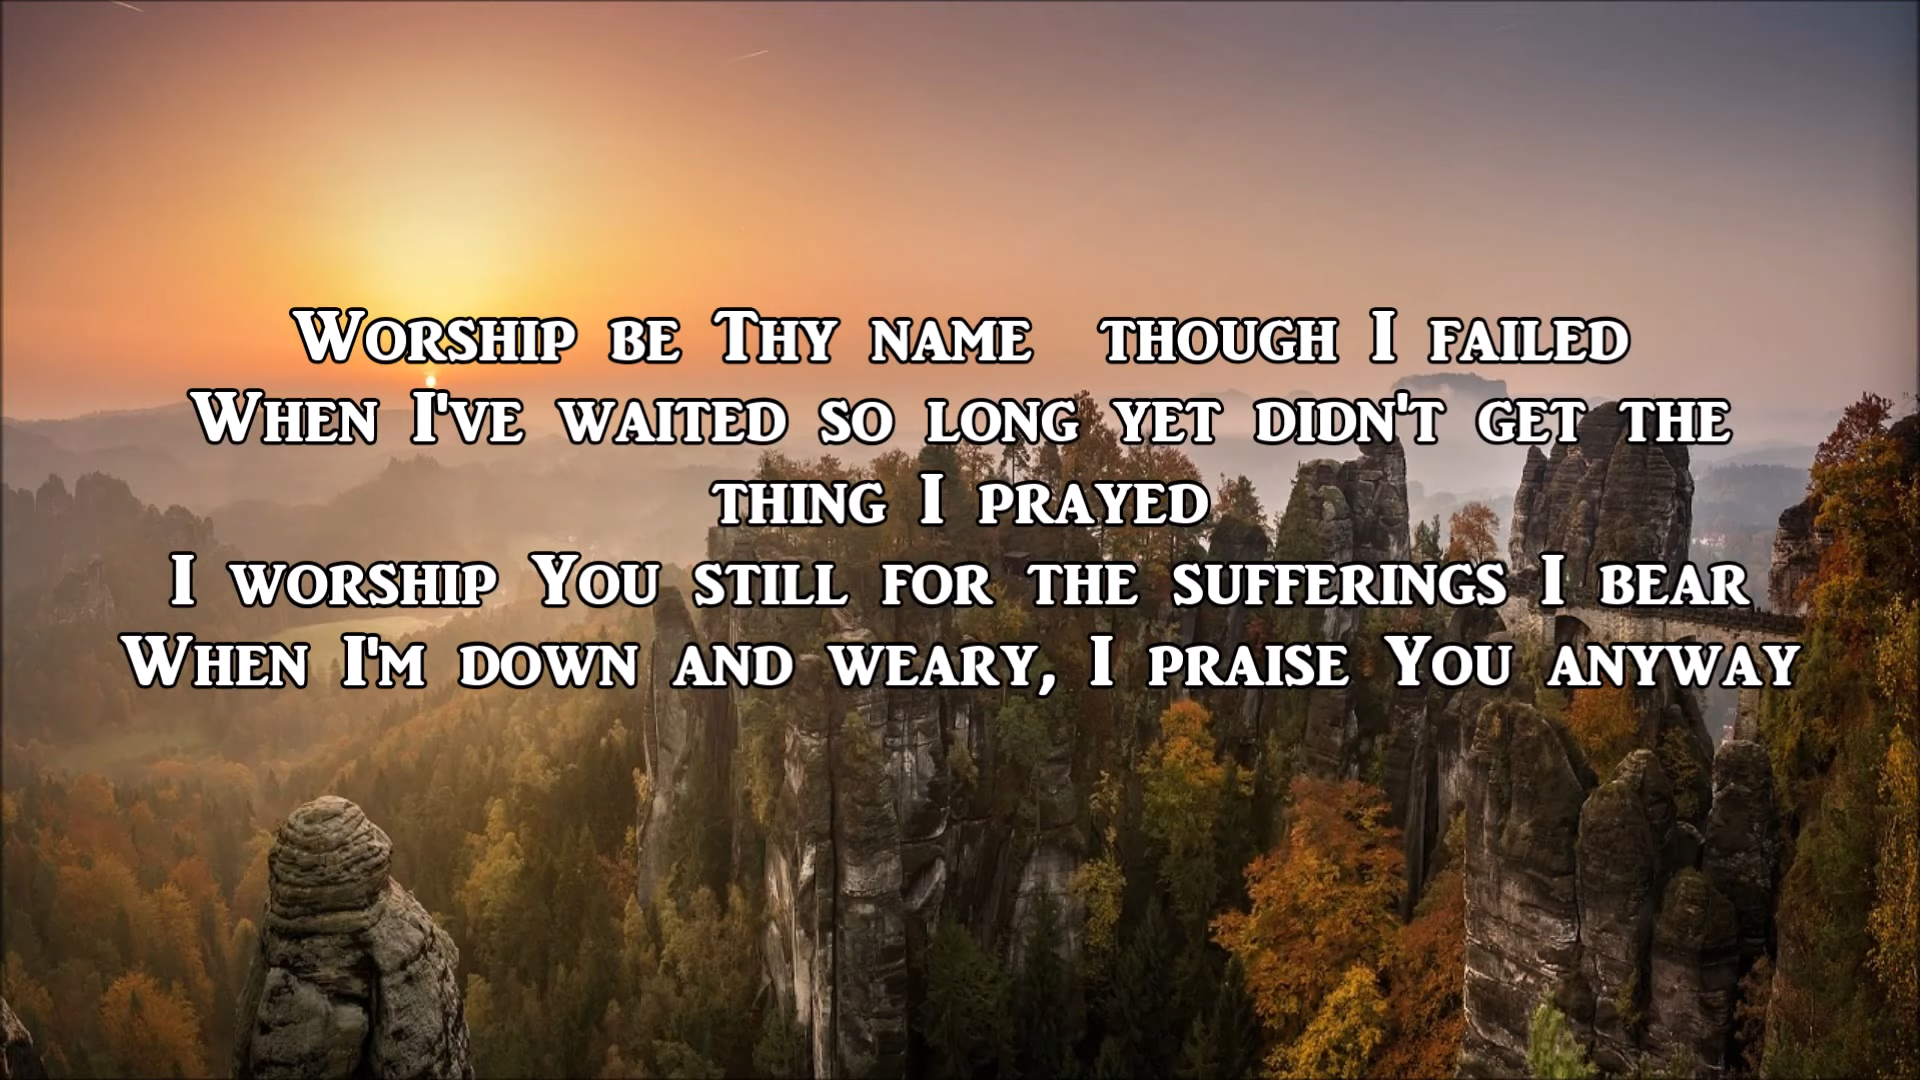 Worship be Thy name  though I failed
When I've waited so long yet didn't get the
thing I prayed
I worship You still for the sufferings I bear
When I'm down and weary, I praise You anyway